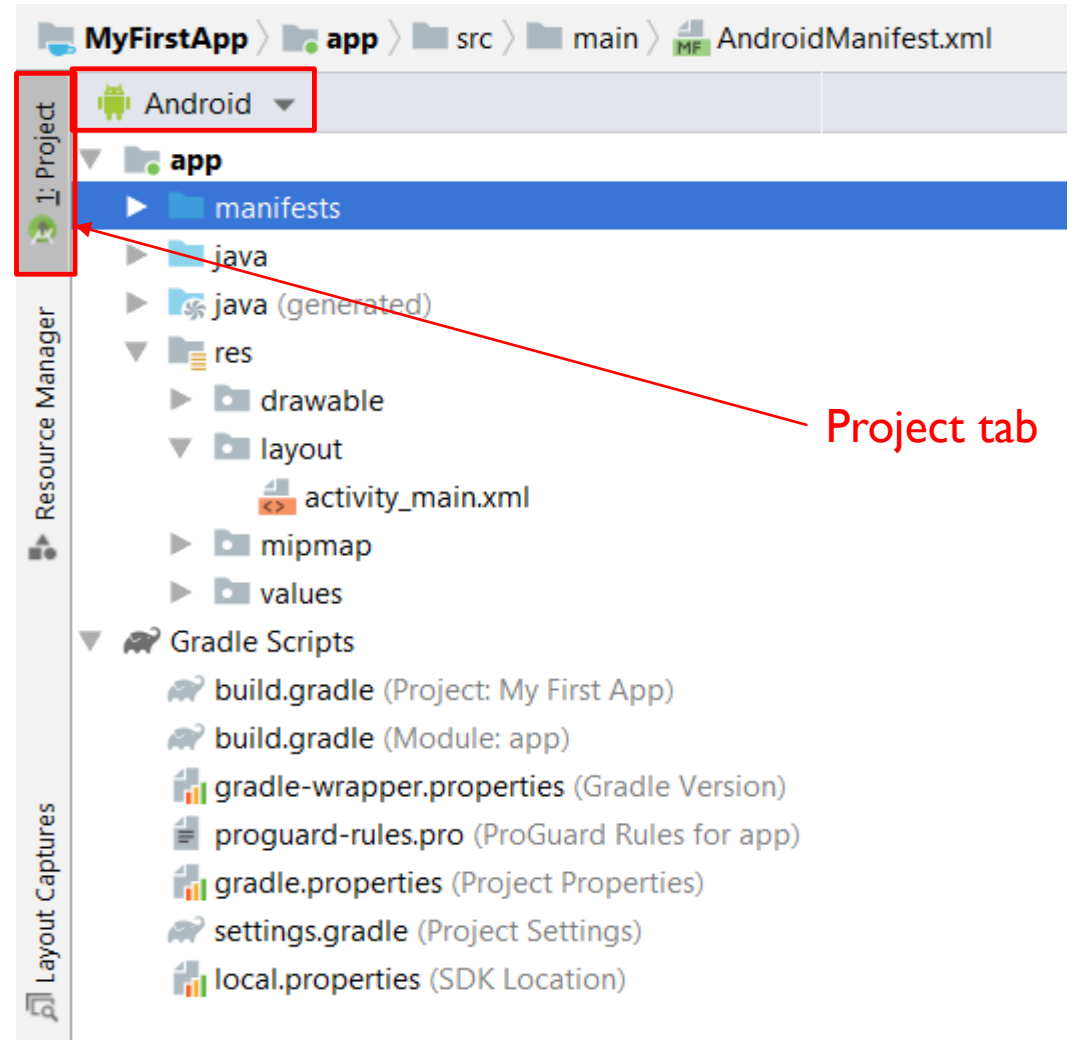 MyFirstApp 〉 app 〉 src 〉 main 〉 MF AndroidManifest.xml
1: Project
Android
app
manifests
java
java (generated)
res
drawable
layout
Project tab
activity_main.xml
mipmap
values
Gradle Scripts
build.gradle (Project: My First App)
build.gradle (Module: app)
gradle-wrapper.properties (Gradle Version)
proguard-rules.pro (ProGuard Rules for app)
gradle.properties (Project Properties)
settings.gradle (Project Settings)
local.properties (SDK Location)
Resource Manager
Layout Captures